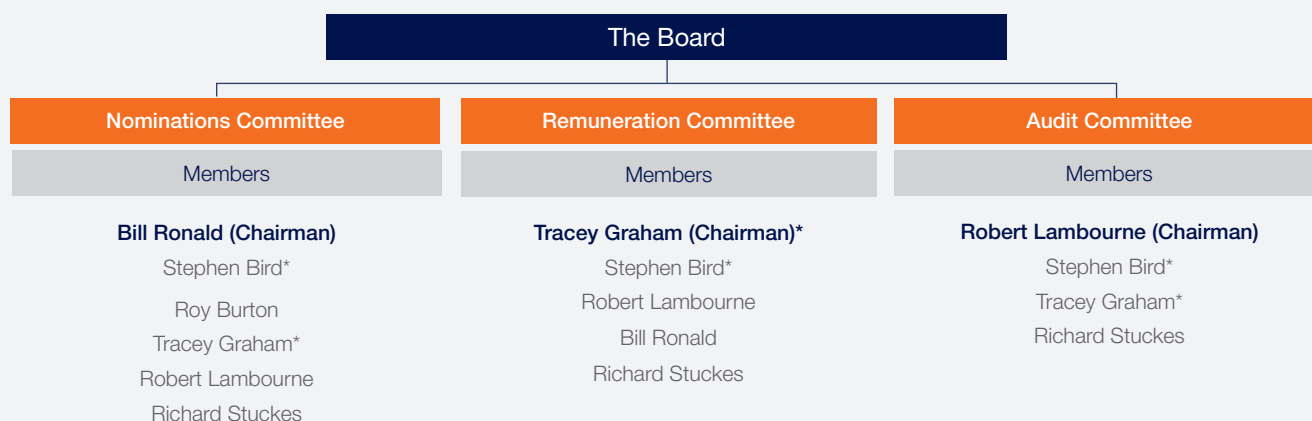 The Board
Nominations Committee
Members
Bill Ronald (Chairman)
Stephen Bird*
Roy Burton
Tracey Graham*
Robert Lambourne
Richard Stuckes
Remuneration Committee
Members
Tracey Graham (Chairman)*
Stephen Bird*
Robert Lambourne
Bill Ronald
Richard Stuckes
Audit Committee
Members
Robert Lambourne (Chairman)
Stephen Bird*
Tracey Graham*
Richard Stuckes